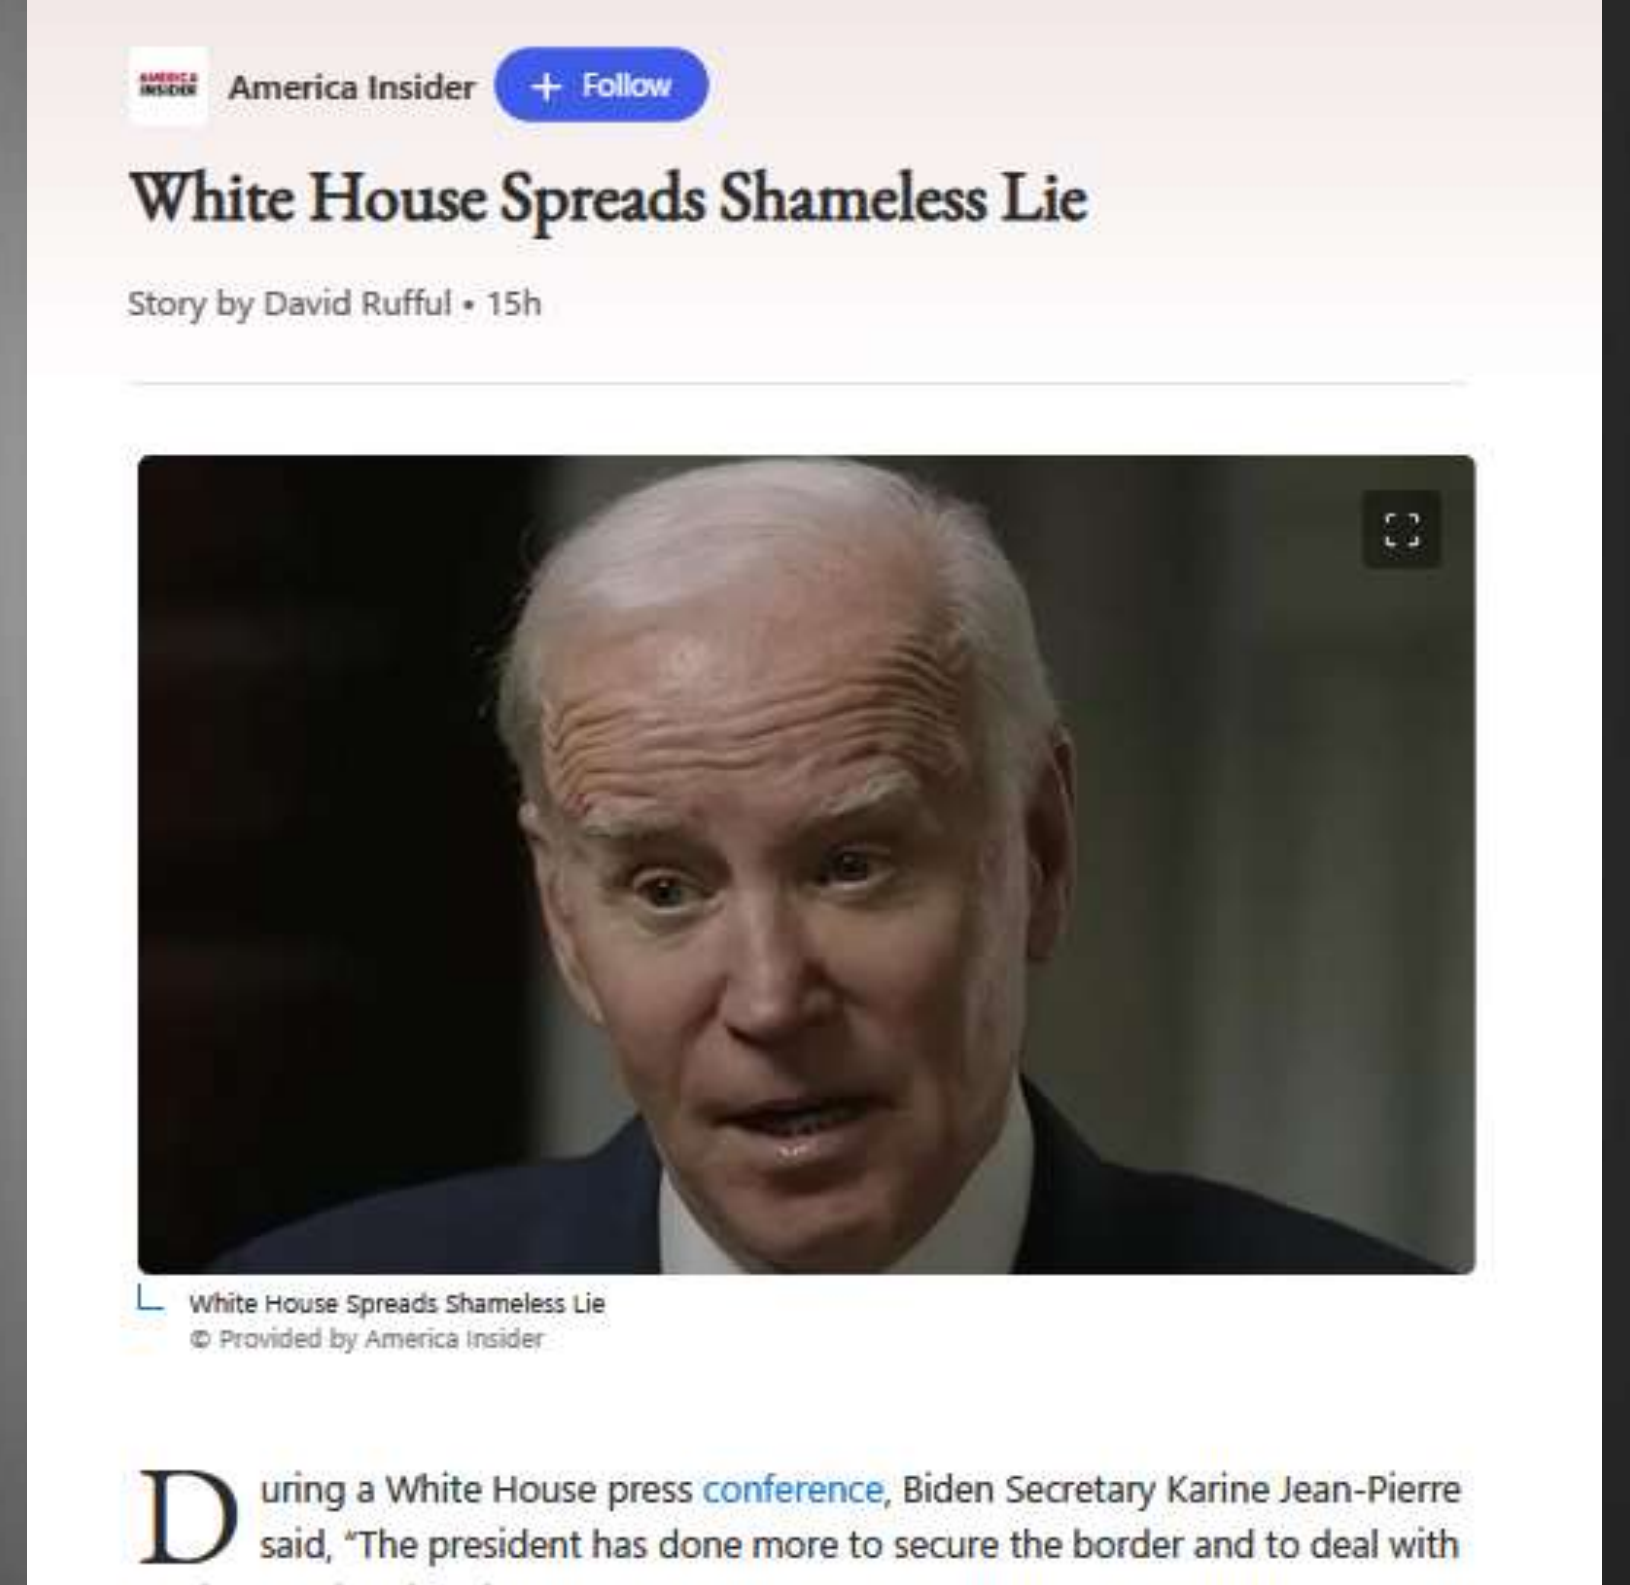 AMERICA
INSIDER
America Insider
+ Follow
White House Spreads Shameless Lie
Story by David Rufful • 15h
White House Spreads Shameless Lie
© Provided by America Insider
During a White House press conference, Biden Secretary Karine Jean-Pierre
said, “The president has done more to secure the border and to deal with